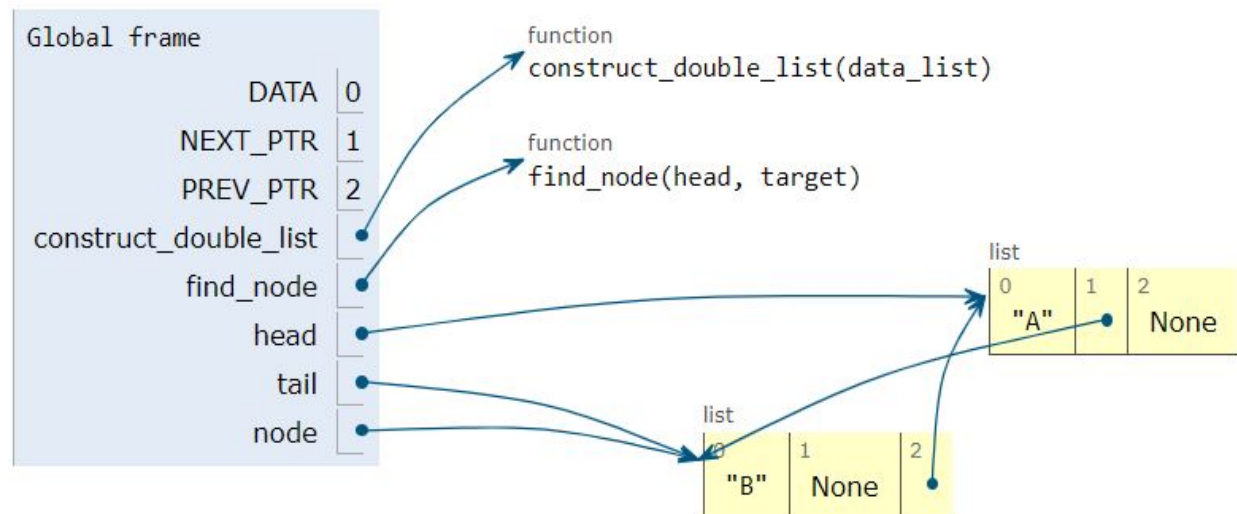 Global frame
DATA 0
NEXT_PTR 1
PREV_PTR 2
construct_double_list
find_node
head
tail
node
function
construct_double_list(data_list)
function
find_node(head, target)
list
0 1 2
"A" None
list
0 1 2
"B" None